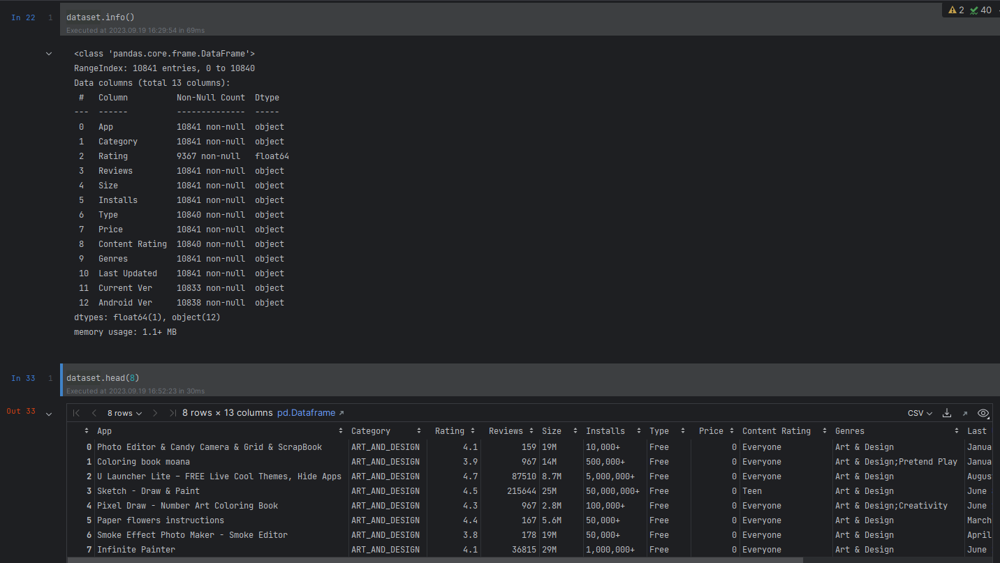 In 22 1 dataset.info() 2 40
Executed at 2023.09.19 16:29:54 in 69ms
<class 'pandas.core.frame.DataFrame'>
RangeIndex: 10841 entries, 0 to 10840
Data columns (total 13 columns):
 #   Column          Non-Null Count  Dtype
---  ------          --------------  -----
 0   App             10841 non-null  object
 1   Category        10841 non-null  object
 2   Rating          9367 non-null   float64
 3   Reviews         10841 non-null  object
 4   Size            10841 non-null  object
 5   Installs        10841 non-null  object
 6   Type            10840 non-null  object
 7   Price           10841 non-null  object
 8   Content Rating  10840 non-null  object
 9   Genres          10841 non-null  object
 10  Last Updated    10841 non-null  object
 11  Current Ver     10833 non-null  object
 12  Android Ver     10838 non-null  object
dtypes: float64(1), object(12)
memory usage: 1.1+ MB
In 33 1 dataset.head(8)
Executed at 2023.09.19 16:52:23 in 30ms
Out 33 8 rows 8 rows × 13 columns pd.Dataframe CSV
App Category Rating Reviews Size Installs Type Price Content Rating Genres Last
0 Photo Editor & Candy Camera & Grid & ScrapBook ART_AND_DESIGN 4.1 159 19M 10,000+ Free 0 Everyone Art & Design Janua
1 Coloring book moana ART_AND_DESIGN 3.9 967 14M 500,000+ Free 0 Everyone Art & Design;Pretend Play Janua
2 U Launcher Lite – FREE Live Cool Themes, Hide Apps ART_AND_DESIGN 4.7 87510 8.7M 5,000,000+ Free 0 Everyone Art & Design Augus
3 Sketch - Draw & Paint ART_AND_DESIGN 4.5 215644 25M 50,000,000+ Free 0 Teen Art & Design June
4 Pixel Draw - Number Art Coloring Book ART_AND_DESIGN 4.3 967 2.8M 100,000+ Free 0 Everyone Art & Design;Creativity June
5 Paper flowers instructions ART_AND_DESIGN 4.4 167 5.6M 50,000+ Free 0 Everyone Art & Design March
6 Smoke Effect Photo Maker - Smoke Editor ART_AND_DESIGN 3.8 178 19M 50,000+ Free 0 Everyone Art & Design April
7 Infinite Painter ART_AND_DESIGN 4.1 36815 29M 1,000,000+ Free 0 Everyone Art & Design June